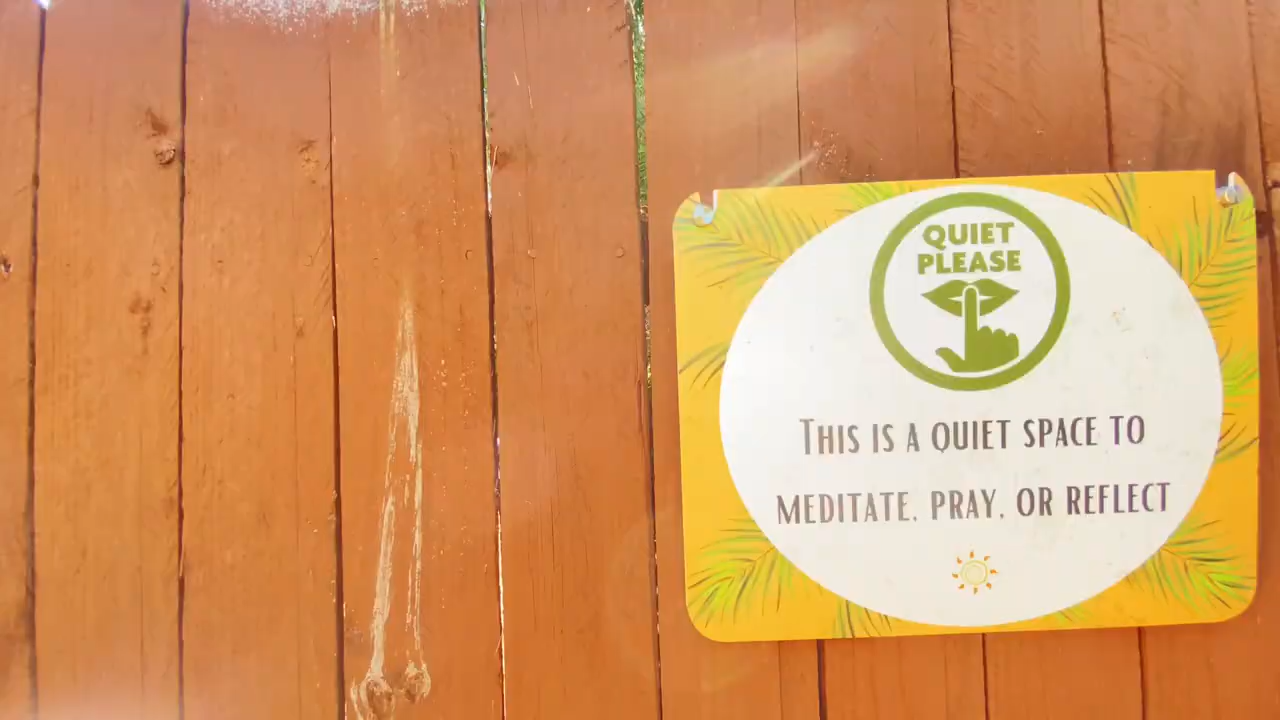 QUIET
PLEASE
THIS IS A QUIET SPACE TO
MEDITATE, PRAY, OR REFLECT